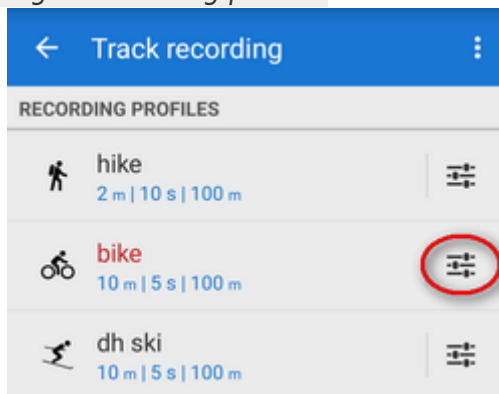 Track recording
RECORDING PROFILES
hike
2 m | 10 s | 100 m
bike
10 m | 5 s | 100 m
dh ski
10 m | 5 s | 100 m